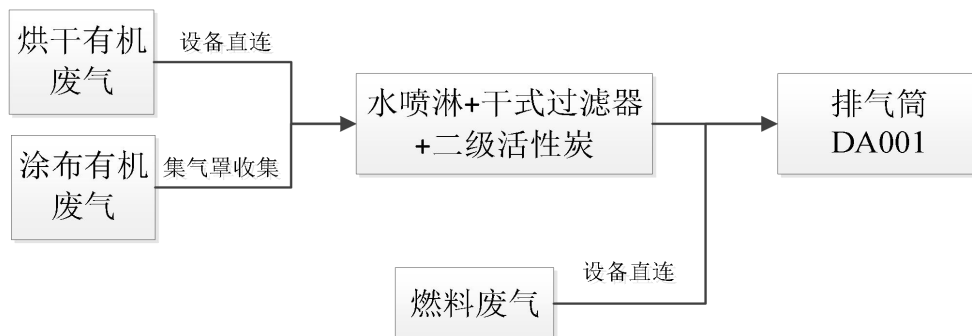 烘干有机
废气
设备直连
涂布有机
废气
集气罩收集
水喷淋+干式过滤器
+二级活性炭
排气筒
DA001
燃料废气
设备直连